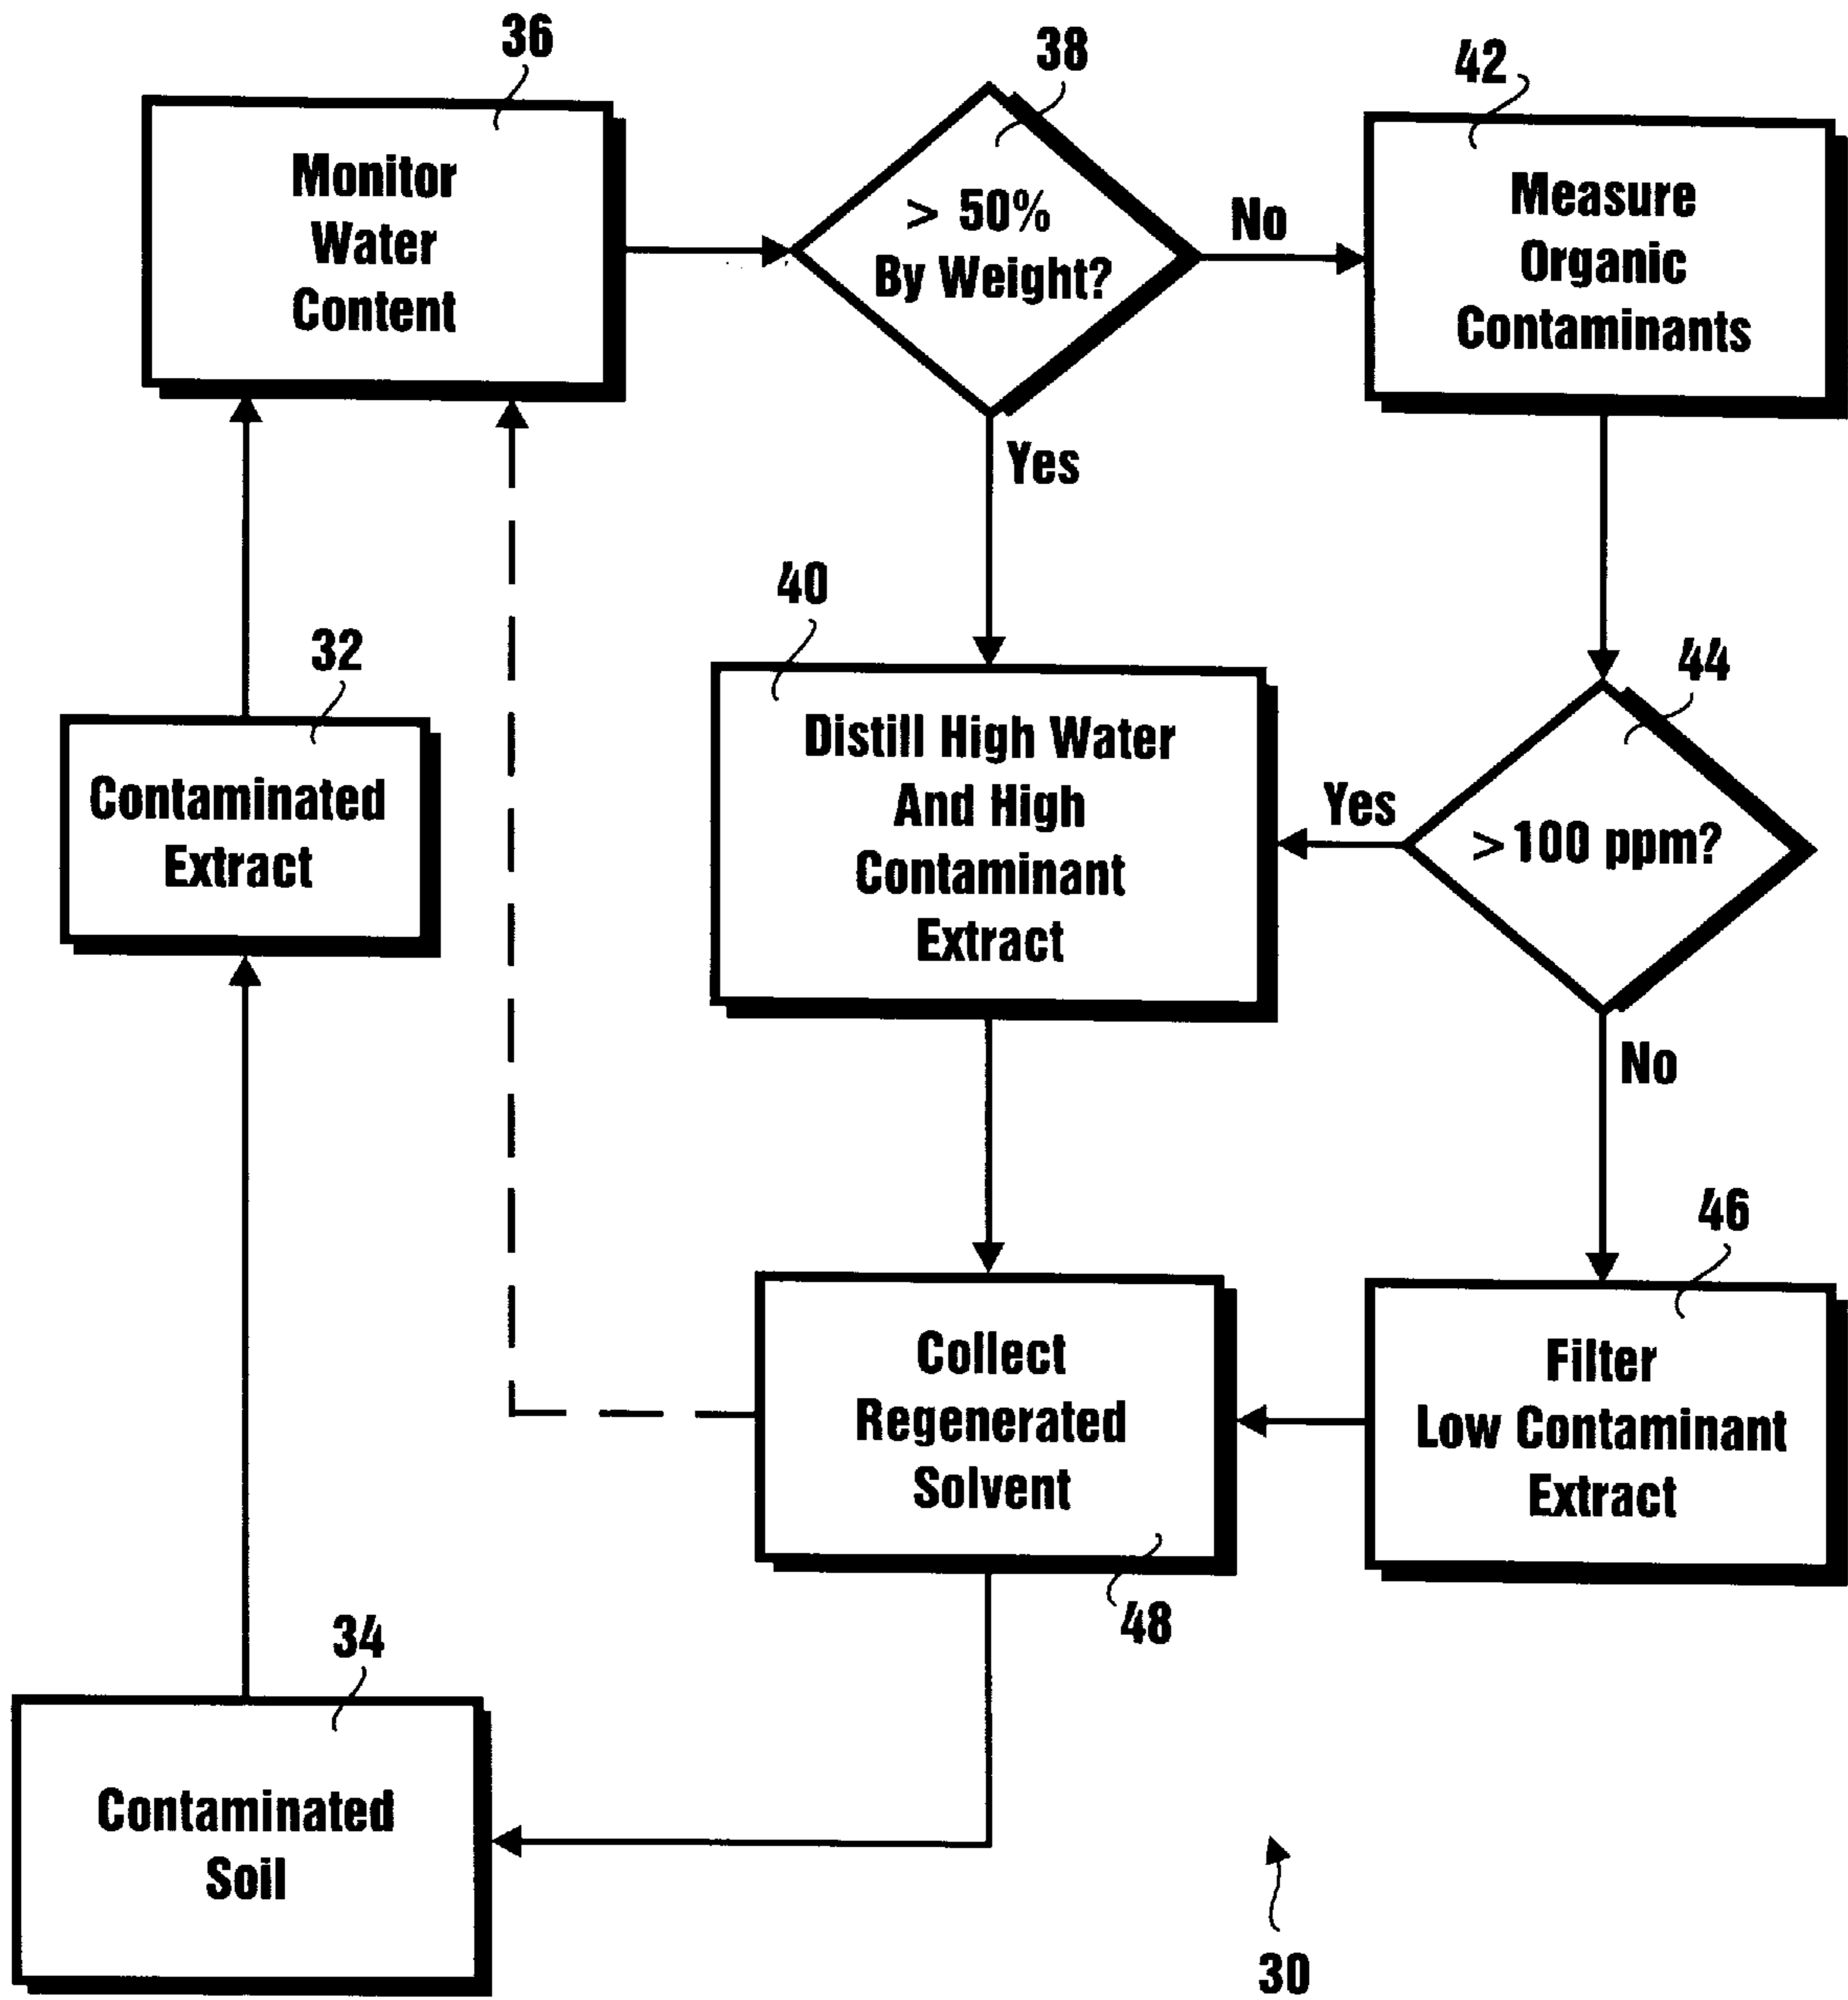 36
Monitor
Water
Content
38
> 50%
By Weight?
No
42
Measure
Organic
Contaminants
Yes
40
Distill High Water
And High
Contaminant
Extract
44
> 100 ppm?
Yes
No
32
Contaminated
Extract
46
Filter
Low Contaminant
Extract
Collect
Regenerated
Solvent
48
34
Contaminated
Soil
30